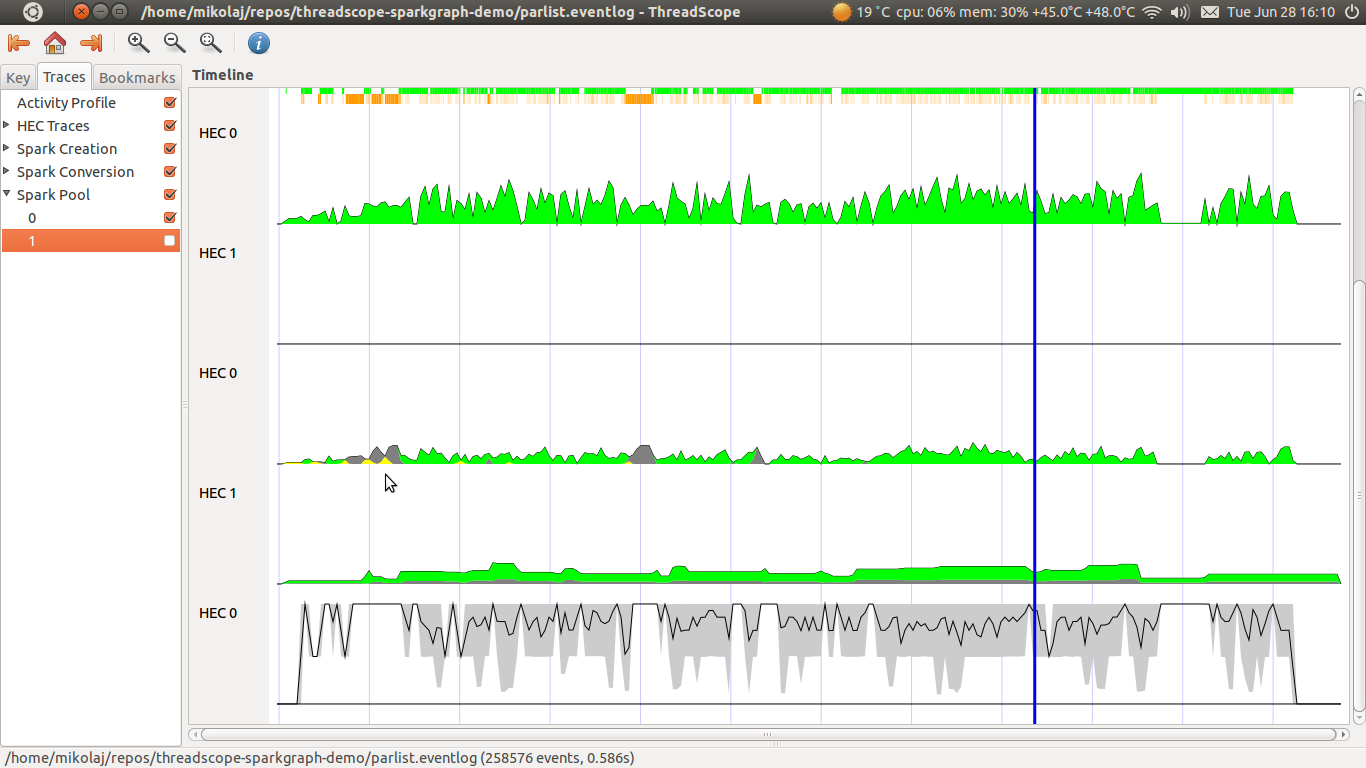 /home/mikolaj/repos/threadscope-sparkgraph-demo/parlist.eventlog - ThreadScope
19 °C cpu: 06% mem: 30% +45.0°C +48.0°C
Tue Jun 28 16:10
Key Traces Bookmarks
Timeline
Activity Profile
HEC Traces
Spark Creation
Spark Conversion
Spark Pool
0
1
HEC 0
HEC 1
HEC 0
HEC 1
HEC 0
/home/mikolaj/repos/threadscope-sparkgraph-demo/parlist.eventlog (258576 events, 0.586s)